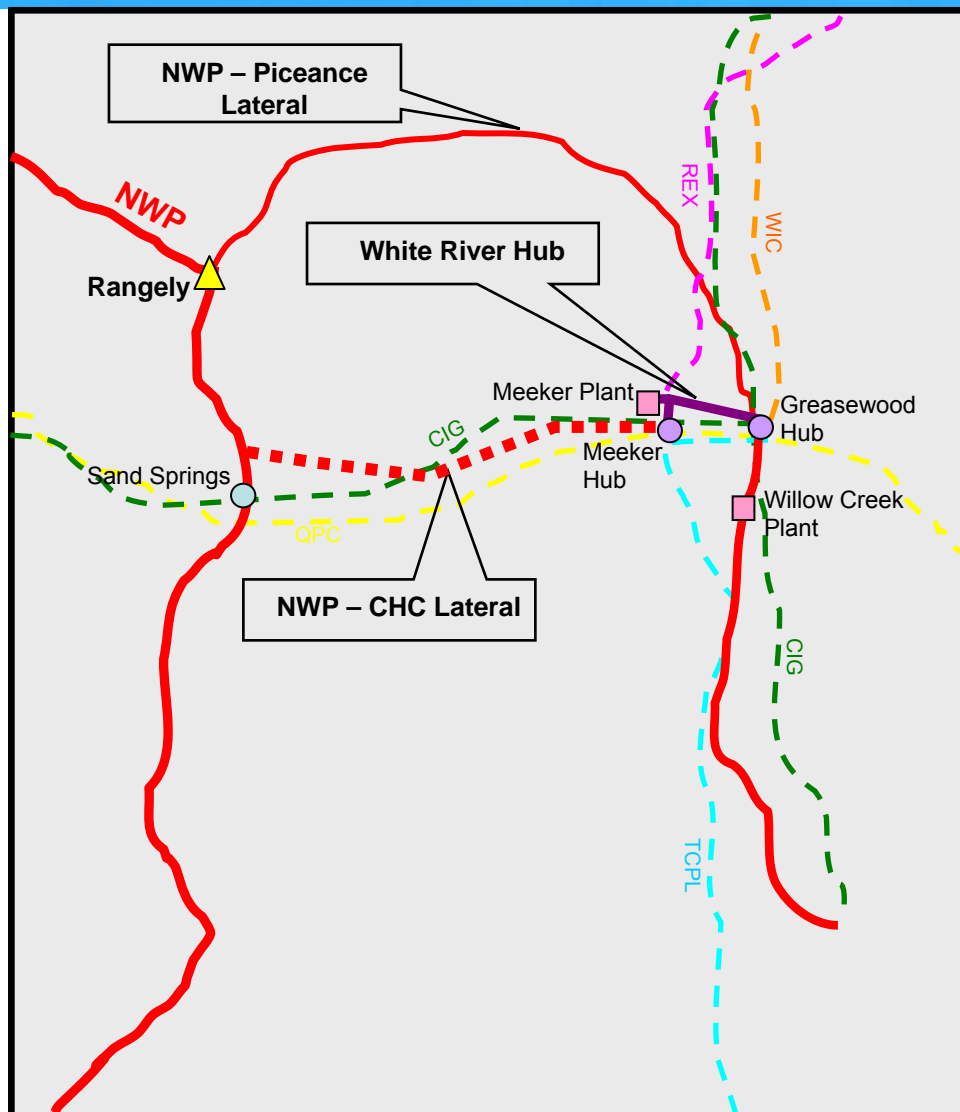 NWP – Piceance
Lateral
NWP
REX
WIC
White River Hub
Rangely
Meeker Plant
Greasewood
Hub
CIG
Meeker
Hub
Sand Springs
Willow Creek
Plant
QPC
NWP – CHC Lateral
CIG
TCPL